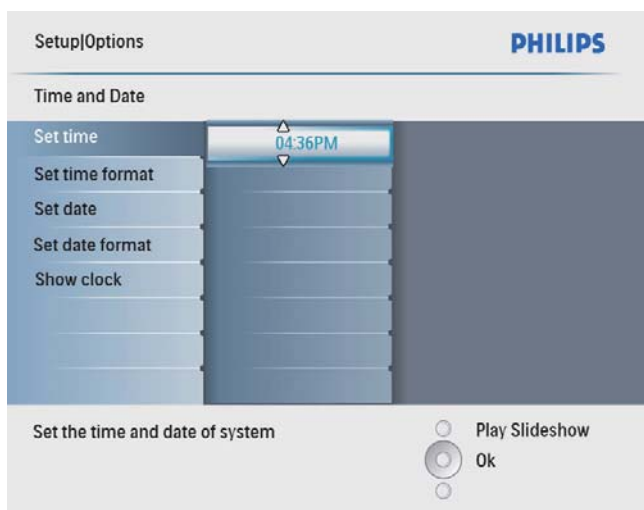 Setup|Options
PHILIPS
Time and Date
Set time
04:36PM
Set time format
Set date
Set date format
Show clock
Set the time and date of system
Play Slideshow
Ok